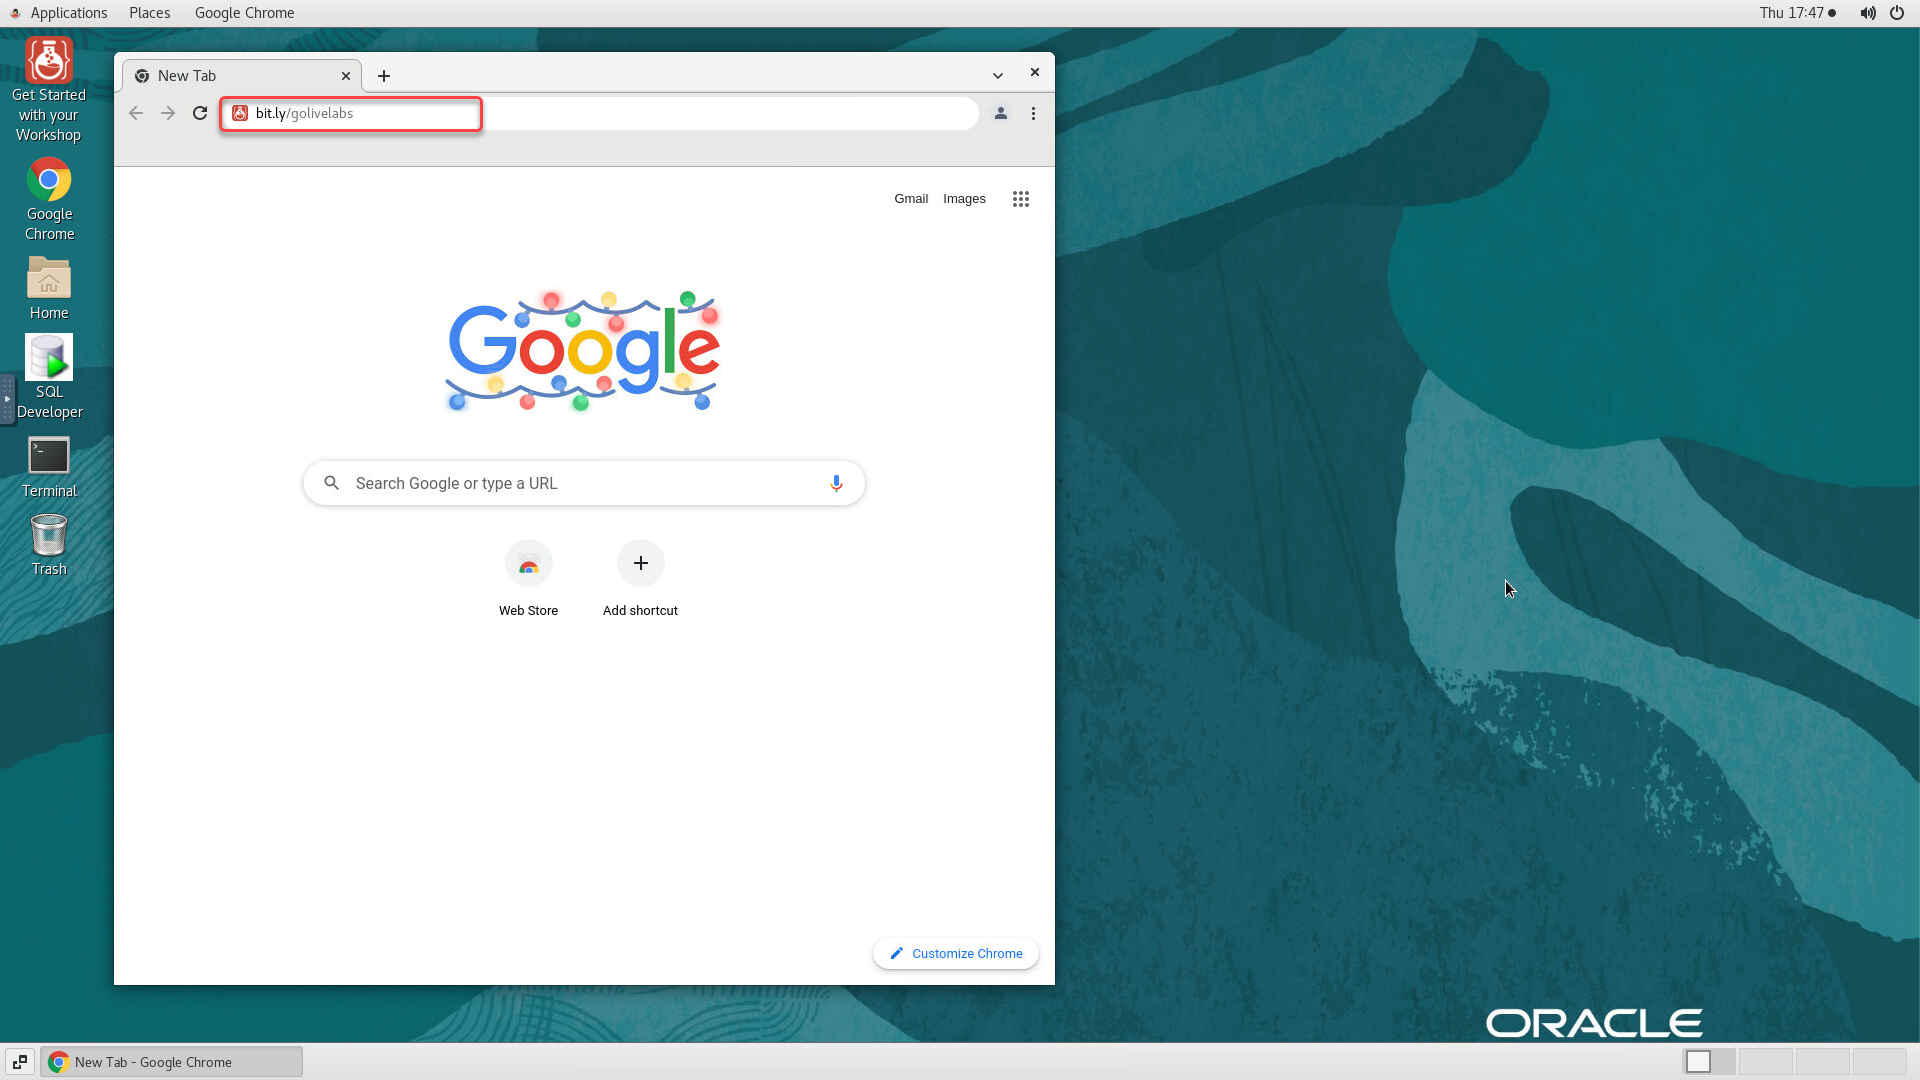 Applications Places Google Chrome Thu 17:47
New Tab
bit.ly/golivelabs
Get Started
with your
Workshop
Google
Chrome
Home
SQL
Developer
>_
Terminal
Trash
Gmail Images
Google
Search Google or type a URL
Web Store
Add shortcut
Customize Chrome
ORACLE
New Tab - Google Chrome